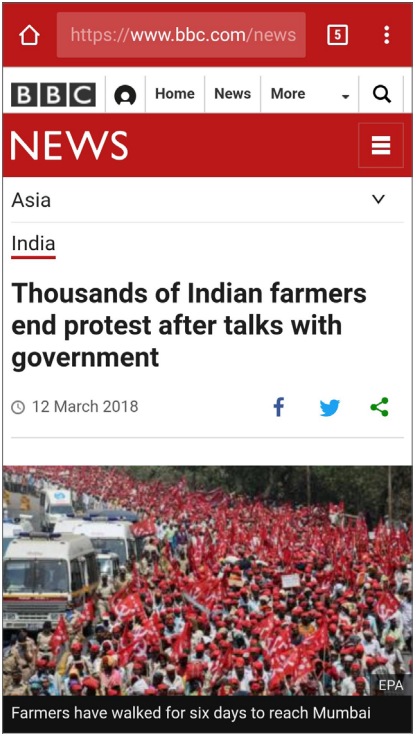 https://www.bbc.com/news
5
BBC
Home
News
More
NEWS
Asia
India
Thousands of Indian farmers
end protest after talks with
government
12 March 2018
EPA
Farmers have walked for six days to reach Mumbai